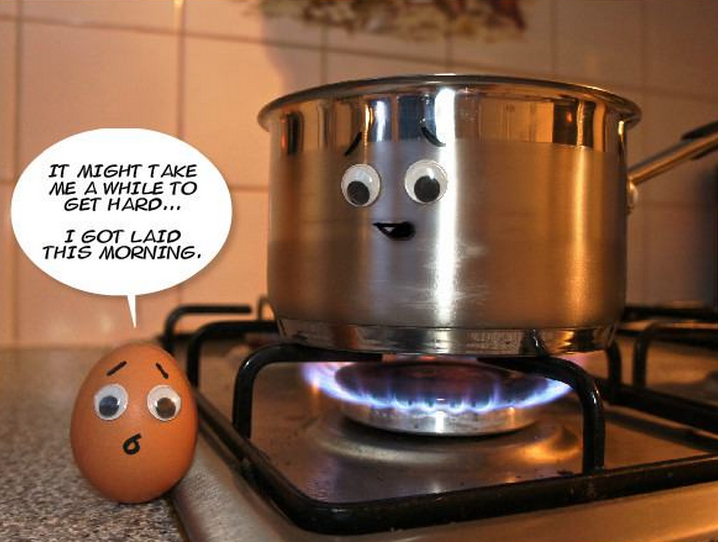 IT MIGHT TAKE
ME A WHILE TO
GET HARD...
I GOT LAID
THIS MORNING.